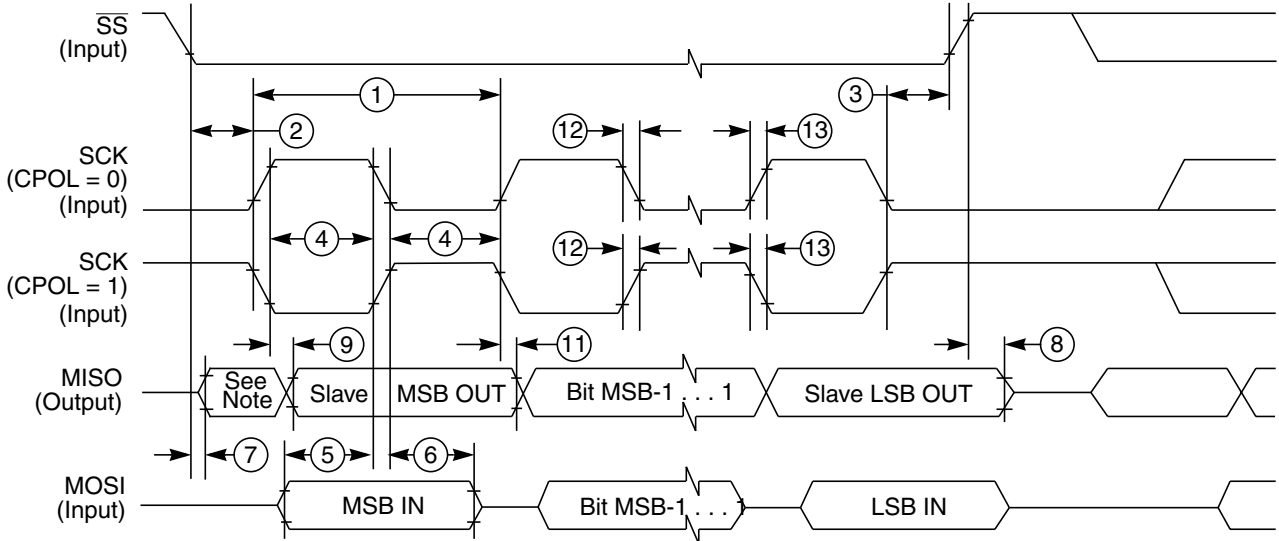 SS
(Input)
1
3
2
12
13
SCK
(CPOL = 0)
(Input)
4
4
12
13
SCK
(CPOL = 1)
(Input)
9
11
8
MISO
(Output)
See
Note
Slave
MSB OUT
Bit MSB-1 . . . 1
Slave LSB OUT
7
5
6
MOSI
(Input)
MSB IN
Bit MSB-1 . . . 1
LSB IN